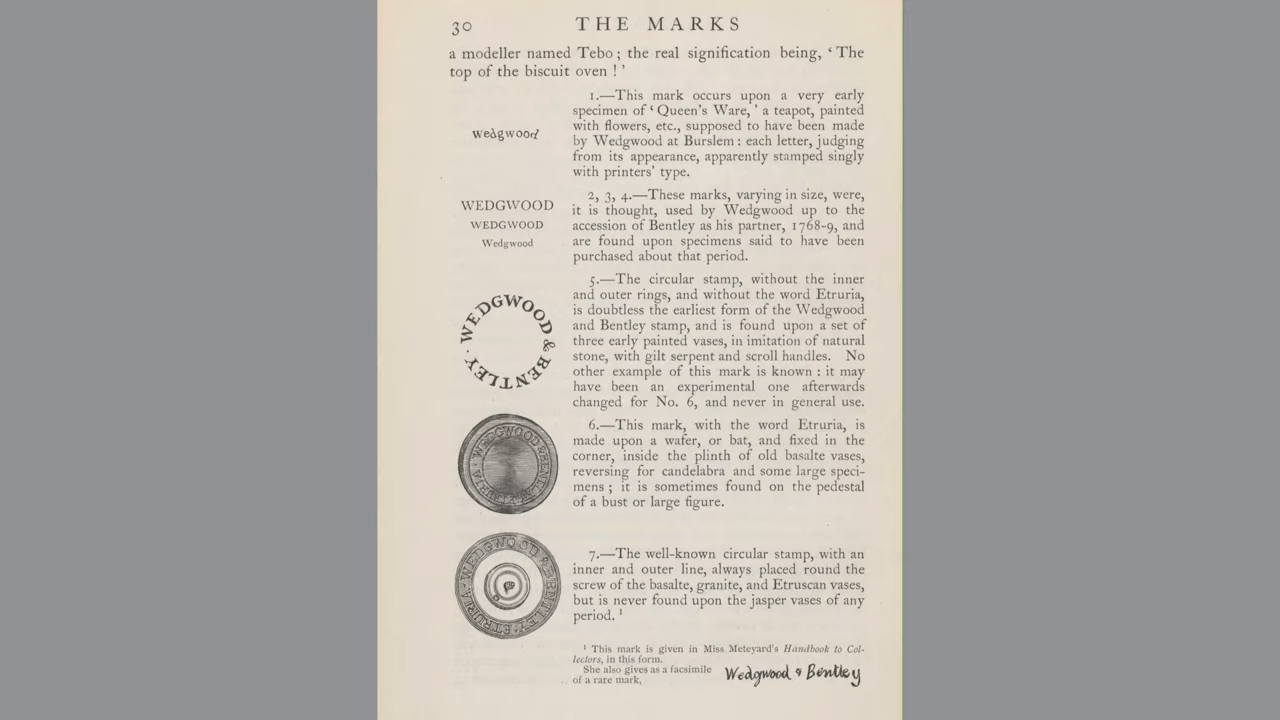 30 THE MARKS
a modeller named Tebo ; the real signification being, ‘ The
top of the biscuit oven ! ’
wedgwood
1.—This mark occurs upon a very early
specimen of ‘ Queen’s Ware, ’ a teapot, painted
with flowers, etc., supposed to have been made
by Wedgwood at Burslem : each letter, judging
from its appearance, apparently stamped singly
with printers’ type.
WEDGWOOD
WEDGWOOD
Wedgwood
2, 3, 4.—These marks, varying in size, were,
it is thought, used by Wedgwood up to the
accession of Bentley as his partner, 1768-9, and
are found upon specimens said to have been
purchased about that period.
WEDGWOOD & BENTLEY ·
5.—The circular stamp, without the inner
and outer rings, and without the word Etruria,
is doubtless the earliest form of the Wedgwood
and Bentley stamp, and is found upon a set of
three early painted vases, in imitation of natural
stone, with gilt serpent and scroll handles. No
other example of this mark is known : it may
have been an experimental one afterwards
changed for No. 6, and never in general use.
WEDGWOOD & BENTLEY ETRURIA ·
6.—This mark, with the word Etruria, is
made upon a wafer, or bat, and fixed in the
corner, inside the plinth of old basalte vases,
reversing for candelabra and some large speci-
mens ; it is sometimes found on the pedestal
of a bust or large figure.
WEDGWOOD & BENTLEY · ETRURIA ·
7.—The well-known circular stamp, with an
inner and outer line, always placed round the
screw of the basalte, granite, and Etruscan vases,
but is never found upon the jasper vases of any
period. ¹
¹ This mark is given in Miss Meteyard’s Handbook to Col-
lectors, in this form.
She also gives as a facsimile
of a rare mark,
Wedgwood & Bentley